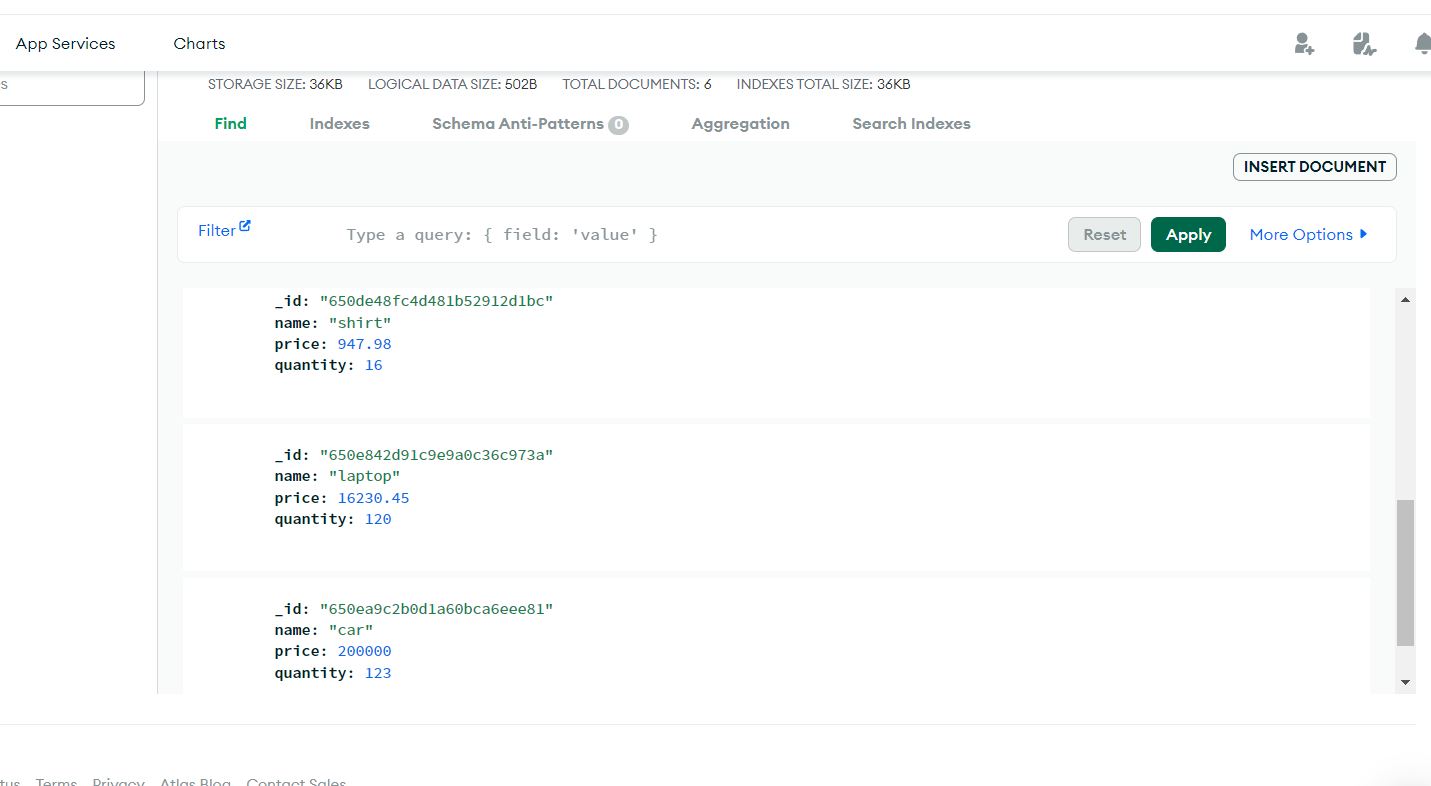 App Services Charts
s
STORAGE SIZE: 36KB LOGICAL DATA SIZE: 502B TOTAL DOCUMENTS: 6 INDEXES TOTAL SIZE: 36KB
Find Indexes Schema Anti-Patterns 0 Aggregation Search Indexes
INSERT DOCUMENT
Filter Type a query: { field: 'value' } Reset Apply More Options
_id: "650de48fc4d481b52912d1bc"
name: "shirt"
price: 947.98
quantity: 16
_id: "650e842d91c9e9a0c36c973a"
name: "laptop"
price: 16230.45
quantity: 120
_id: "650ea9c2b0d1a60bca6eee81"
name: "car"
price: 200000
quantity: 123
tus Terms Privacy Atlas Blog Contact Sales